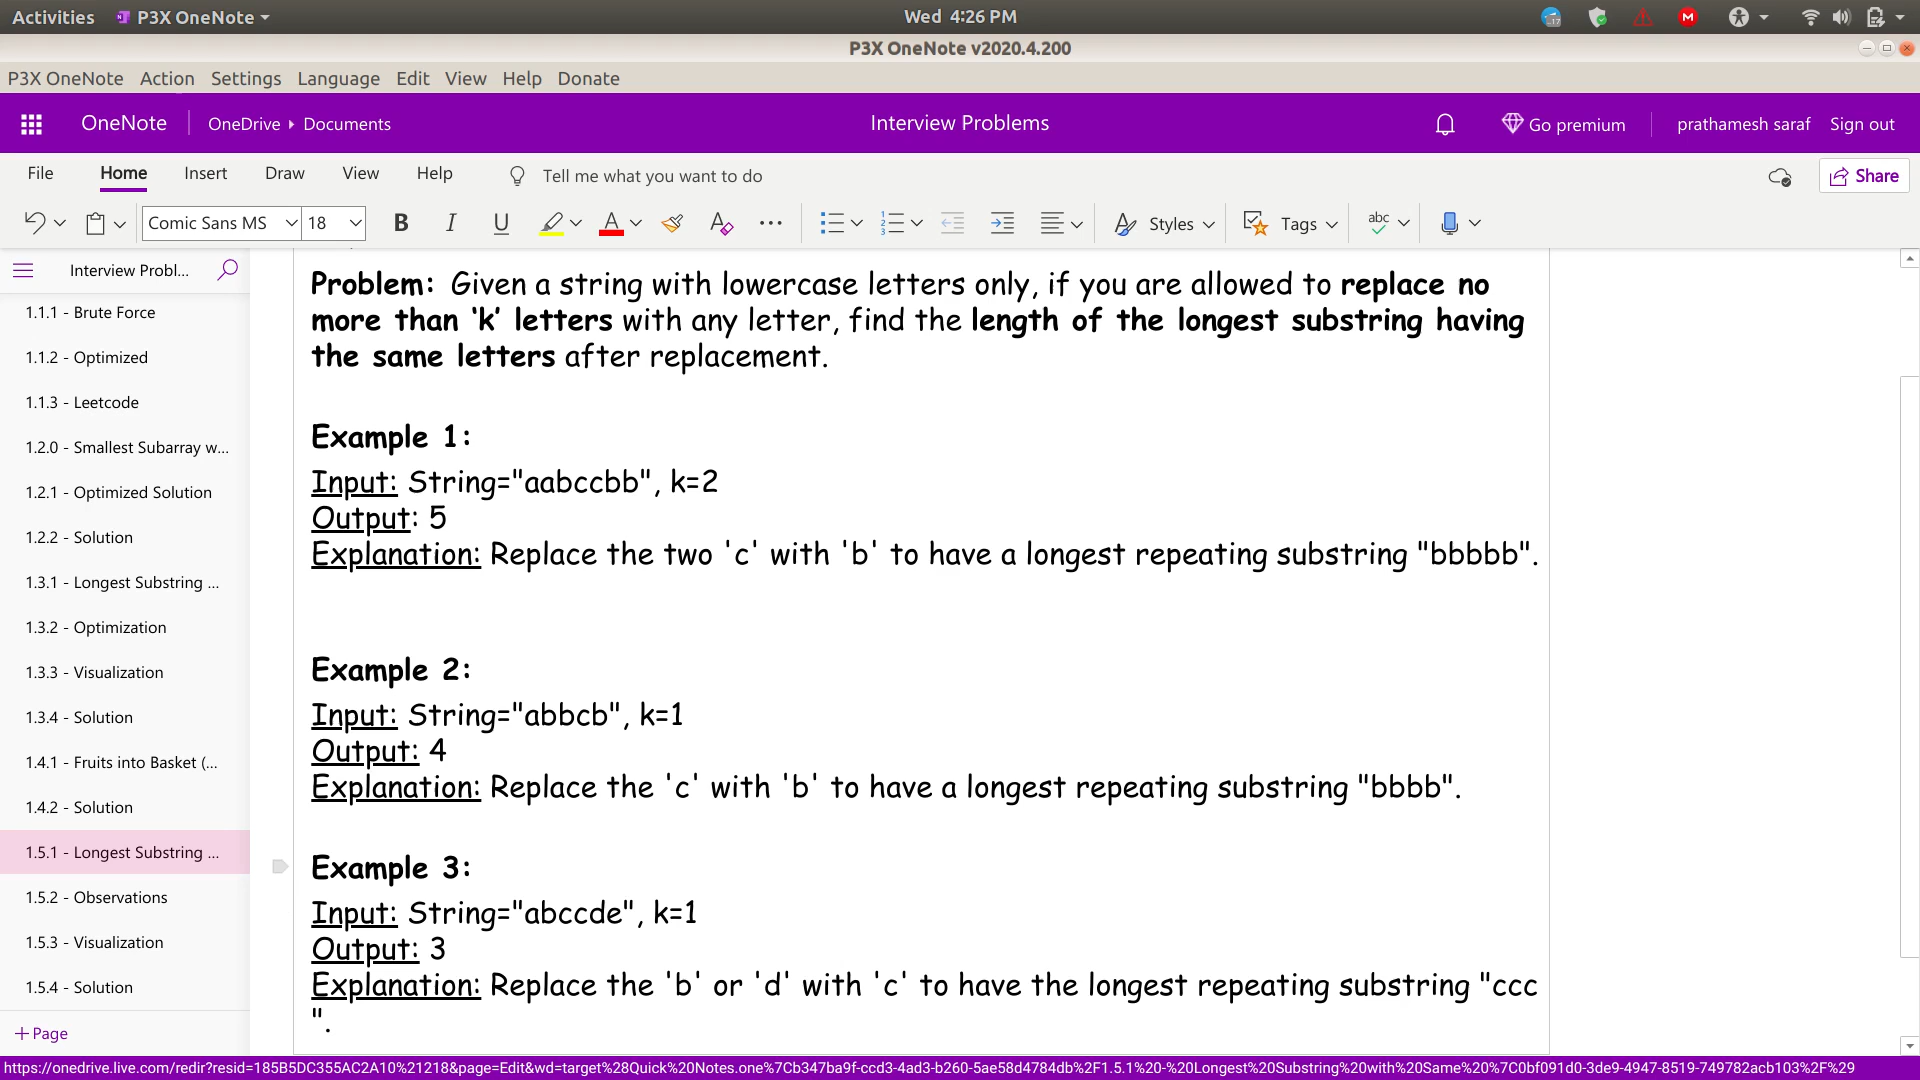 Activities P3X OneNote Wed 4:26 PM
P3X OneNote v2020.4.200
P3X OneNote Action Settings Language Edit View Help Donate
OneNote OneDrive Documents Interview Problems Go premium prathamesh saraf Sign out
File Home Insert Draw View Help Tell me what you want to do Share
Comic Sans MS 18 B I U A Styles Tags abc
Interview Probl...
1.1.1 - Brute Force
1.1.2 - Optimized
1.1.3 - Leetcode
1.2.0 - Smallest Subarray w...
1.2.1 - Optimized Solution
1.2.2 - Solution
1.3.1 - Longest Substring ...
1.3.2 - Optimization
1.3.3 - Visualization
1.3.4 - Solution
1.4.1 - Fruits into Basket (...
1.4.2 - Solution
1.5.1 - Longest Substring ...
1.5.2 - Observations
1.5.3 - Visualization
1.5.4 - Solution
+ Page
Problem: Given a string with lowercase letters only, if you are allowed to replace no
more than ‘k’ letters with any letter, find the length of the longest substring having
the same letters after replacement.
Example 1:
Input: String="aabccbb", k=2
Output: 5
Explanation: Replace the two 'c' with 'b' to have a longest repeating substring "bbbbb".
Example 2:
Input: String="abbcb", k=1
Output: 4
Explanation: Replace the 'c' with 'b' to have a longest repeating substring "bbbb".
Example 3:
Input: String="abccde", k=1
Output: 3
Explanation: Replace the 'b' or 'd' with 'c' to have the longest repeating substring "ccc
".
https://onedrive.live.com/redir?resid=185B5DC355AC2A10%21218&page=Edit&wd=target%28Quick%20Notes.one%7Cb347ba9f-ccd3-4ad3-b260-5ae58d4784db%2F1.5.1%20-%20Longest%20Substring%20with%20Same%20%7C0bf091d0-3de9-4947-8519-749782acb103%2F%29